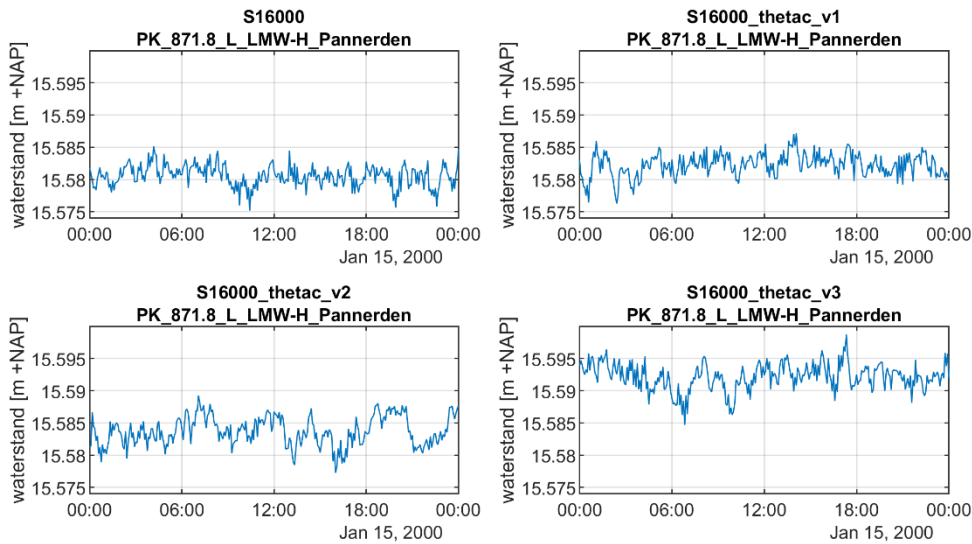 S16000
PK_871.8_L_LMW-H_Pannerden
waterstand [m +NAP]
15.595
15.59
15.585
15.58
15.575
00:00 06:00 12:00 18:00 00:00
Jan 15, 2000
S16000_thetac_v1
PK_871.8_L_LMW-H_Pannerden
waterstand [m +NAP]
15.595
15.59
15.585
15.58
15.575
00:00 06:00 12:00 18:00 00:00
Jan 15, 2000
S16000_thetac_v2
PK_871.8_L_LMW-H_Pannerden
waterstand [m +NAP]
15.595
15.59
15.585
15.58
15.575
00:00 06:00 12:00 18:00 00:00
Jan 15, 2000
S16000_thetac_v3
PK_871.8_L_LMW-H_Pannerden
waterstand [m +NAP]
15.595
15.59
15.585
15.58
15.575
00:00 06:00 12:00 18:00 00:00
Jan 15, 2000